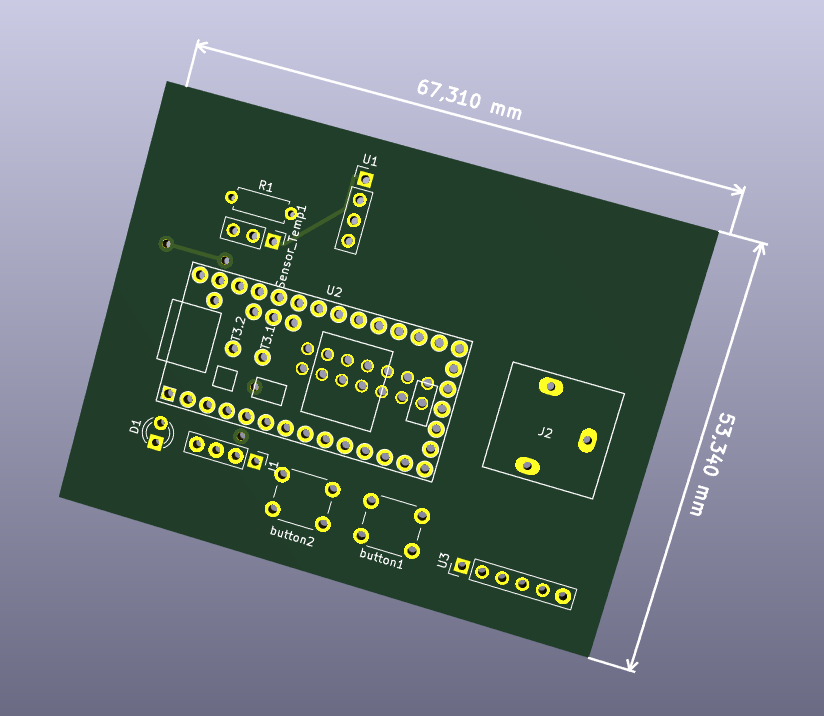 67,310 mm
U1
R1
Sensor_Temp1
U2
T3.2
T3.1
53,340 mm
J2
D1
J1
button2
button1
U3